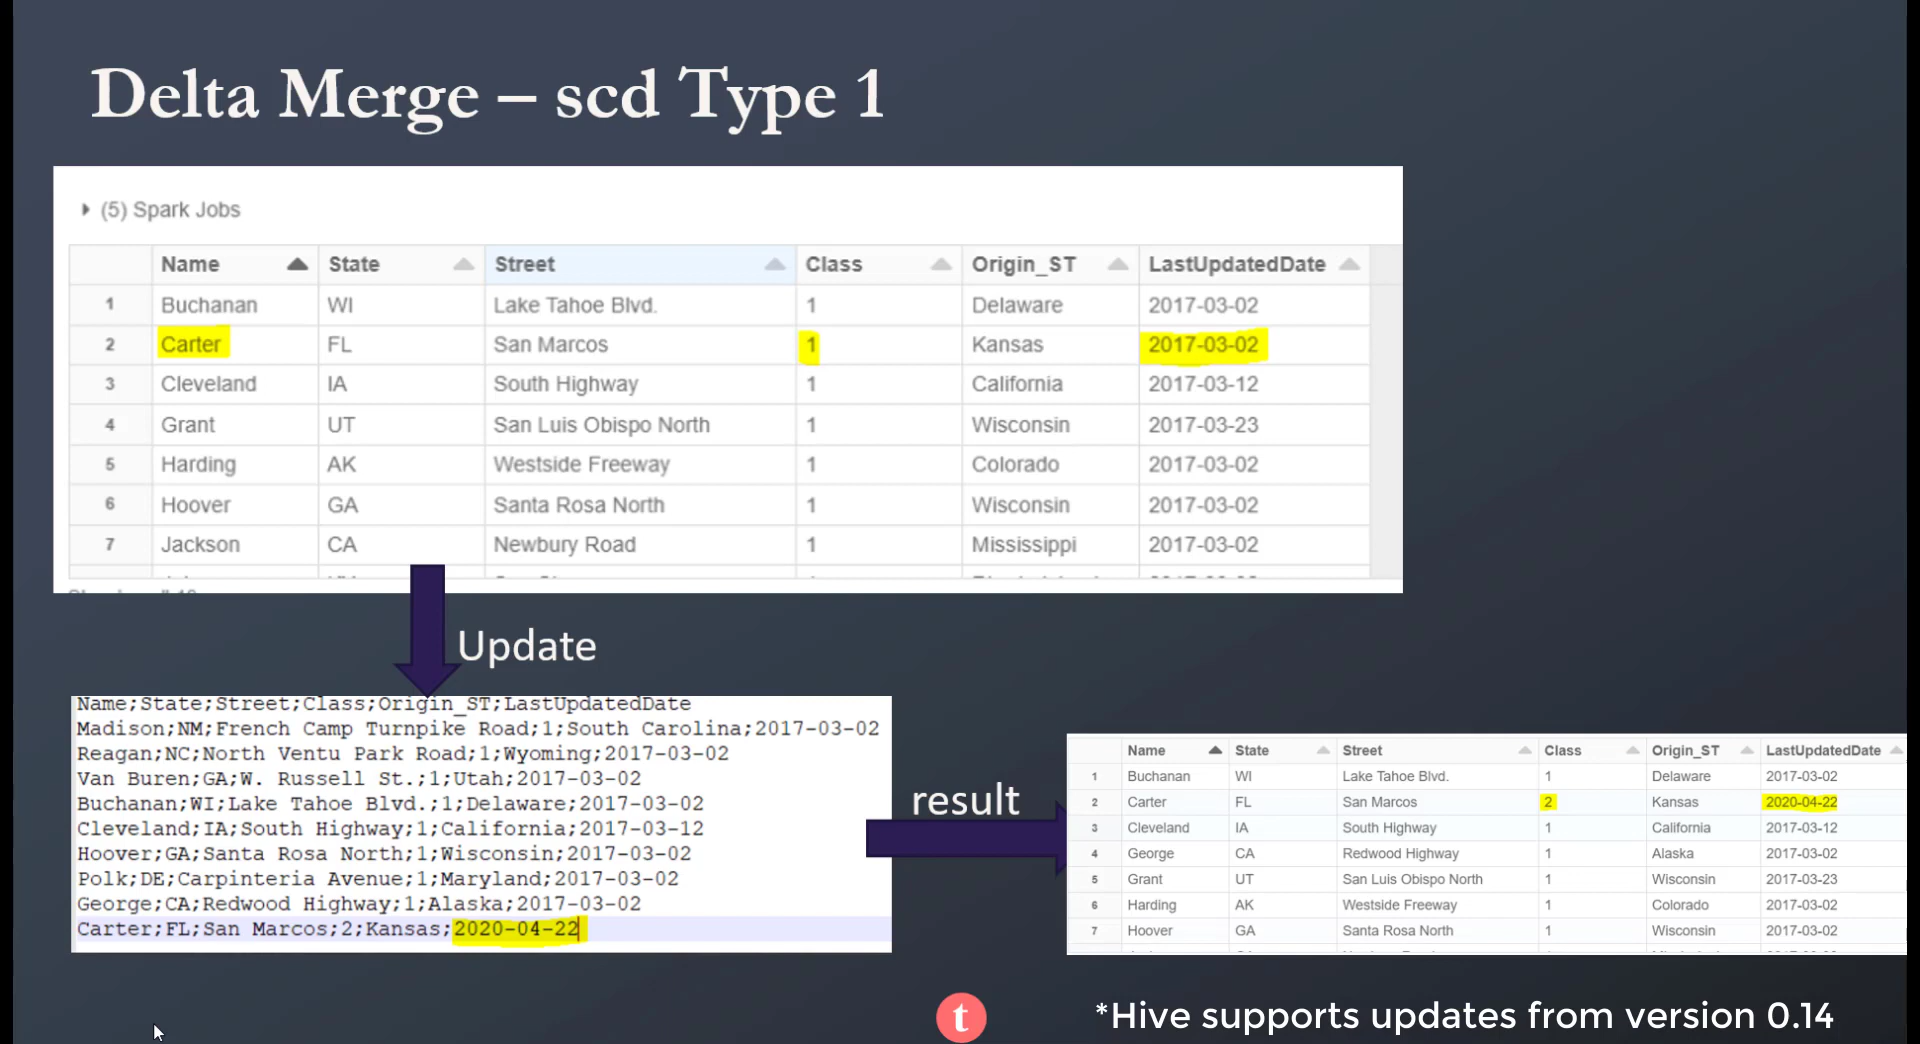 Delta Merge – scd Type 1
(5) Spark Jobs
Name State Street Class Origin_ST LastUpdatedDate
1 Buchanan WI Lake Tahoe Blvd. 1 Delaware 2017-03-02
2 Carter FL San Marcos 1 Kansas 2017-03-02
3 Cleveland IA South Highway 1 California 2017-03-12
4 Grant UT San Luis Obispo North 1 Wisconsin 2017-03-23
5 Harding AK Westside Freeway 1 Colorado 2017-03-02
6 Hoover GA Santa Rosa North 1 Wisconsin 2017-03-02
7 Jackson CA Newbury Road 1 Mississippi 2017-03-02
Update
Name;State;Street;Class;Origin_ST;LastUpdatedDate
Madison;NM;French Camp Turnpike Road;1;South Carolina;2017-03-02
Reagan;NC;North Ventu Park Road;1;Wyoming;2017-03-02
Van Buren;GA;W. Russell St.;1;Utah;2017-03-02
Buchanan;WI;Lake Tahoe Blvd.;1;Delaware;2017-03-02
Cleveland;IA;South Highway;1;California;2017-03-12
Hoover;GA;Santa Rosa North;1;Wisconsin;2017-03-02
Polk;DE;Carpinteria Avenue;1;Maryland;2017-03-02
George;CA;Redwood Highway;1;Alaska;2017-03-02
Carter;FL;San Marcos;2;Kansas;2020-04-22
result
Name State Street Class Origin_ST LastUpdatedDate
1 Buchanan WI Lake Tahoe Blvd. 1 Delaware 2017-03-02
2 Carter FL San Marcos 2 Kansas 2020-04-22
3 Cleveland IA South Highway 1 California 2017-03-12
4 George CA Redwood Highway 1 Alaska 2017-03-02
5 Grant UT San Luis Obispo North 1 Wisconsin 2017-03-23
6 Harding AK Westside Freeway 1 Colorado 2017-03-02
7 Hoover GA Santa Rosa North 1 Wisconsin 2017-03-02
t
*Hive supports updates from version 0.14